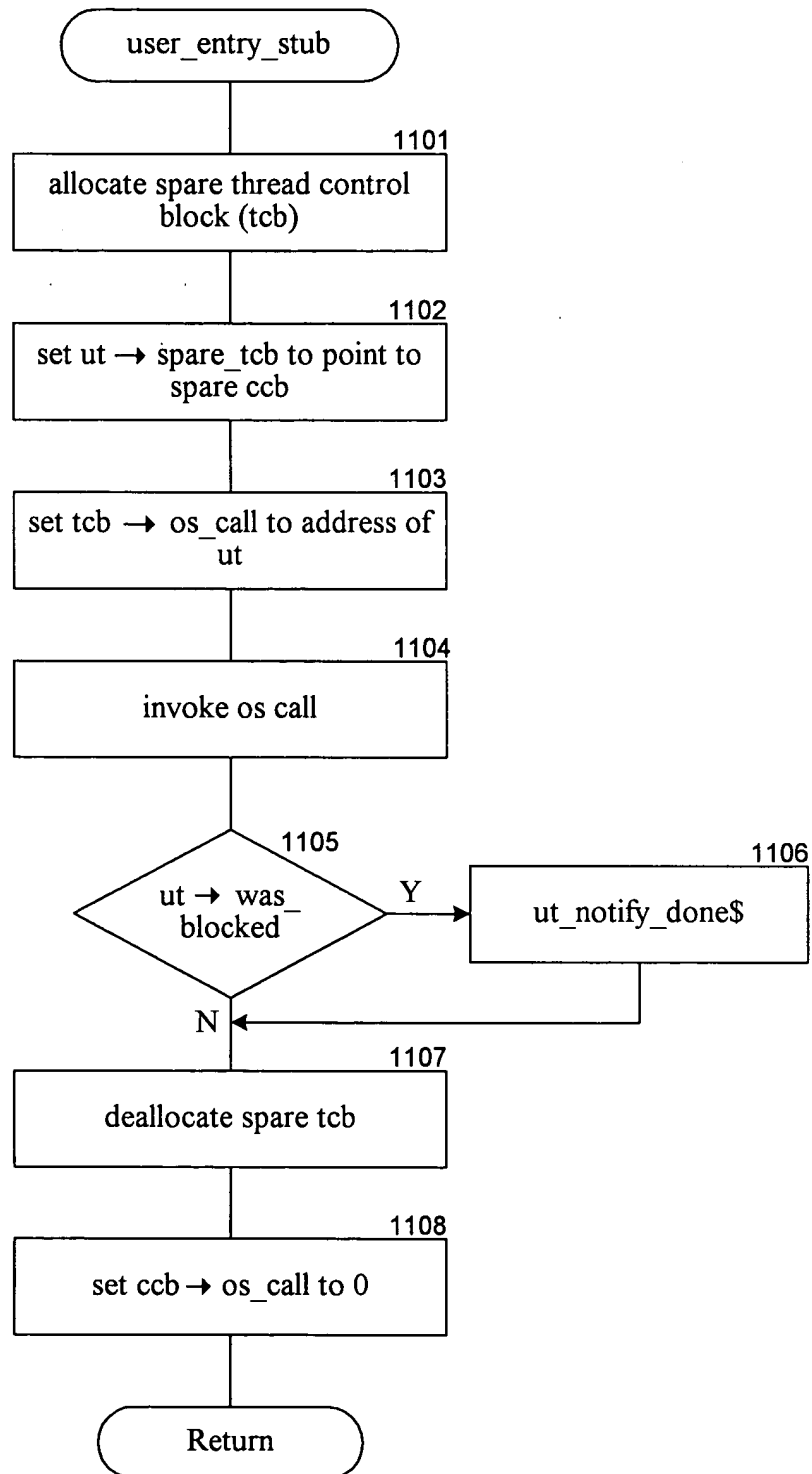 user_entry_stub
1101
allocate spare thread control
block (tcb)
1102
set ut → spare_tcb to point to
spare ccb
1103
set tcb → os_call to address of
ut
1104
invoke os call
1105
ut → was_
blocked
Y
1106
ut_notify_done$
N
1107
deallocate spare tcb
1108
set ccb → os_call to 0
Return